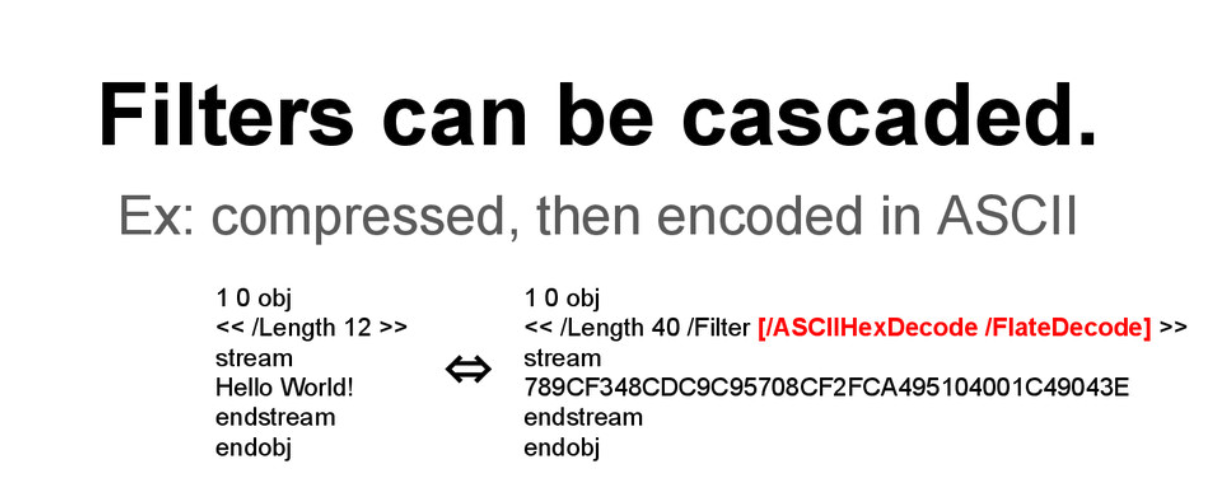 Filters can be cascaded.
Ex: compressed, then encoded in ASCII
1 0 obj
<< /Length 12 >>
stream
Hello World!
endstream
endobj
⇔
1 0 obj
<< /Length 40 /Filter [/ASCIIHexDecode /FlateDecode] >>
stream
789CF348CDC9C95708CF2FCA495104001C49043E
endstream
endobj